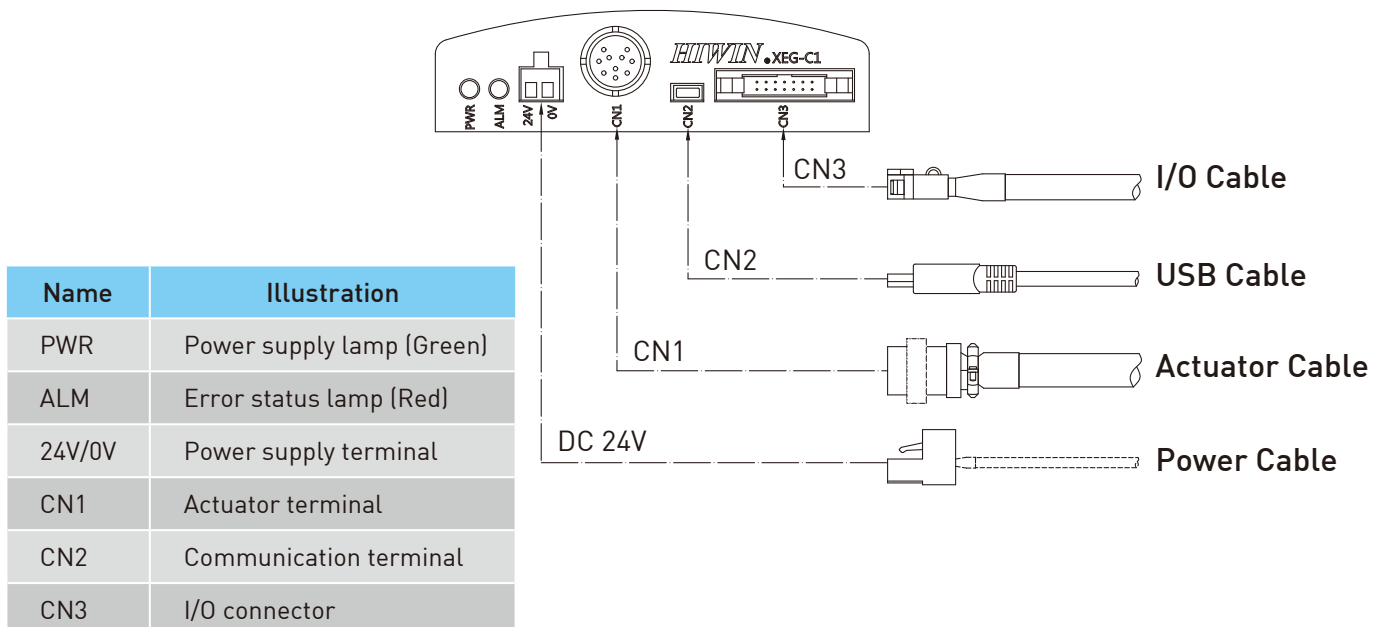 HIWIN®XEG-C1
PWR
ALM
24V
0V
CN1
CN2
CN3
CN3
I/O Cable
CN2
USB Cable
CN1
Actuator Cable
DC 24V
Power Cable
Name Illustration
PWR Power supply lamp (Green)
ALM Error status lamp (Red)
24V/0V Power supply terminal
CN1 Actuator terminal
CN2 Communication terminal
CN3 I/O connector